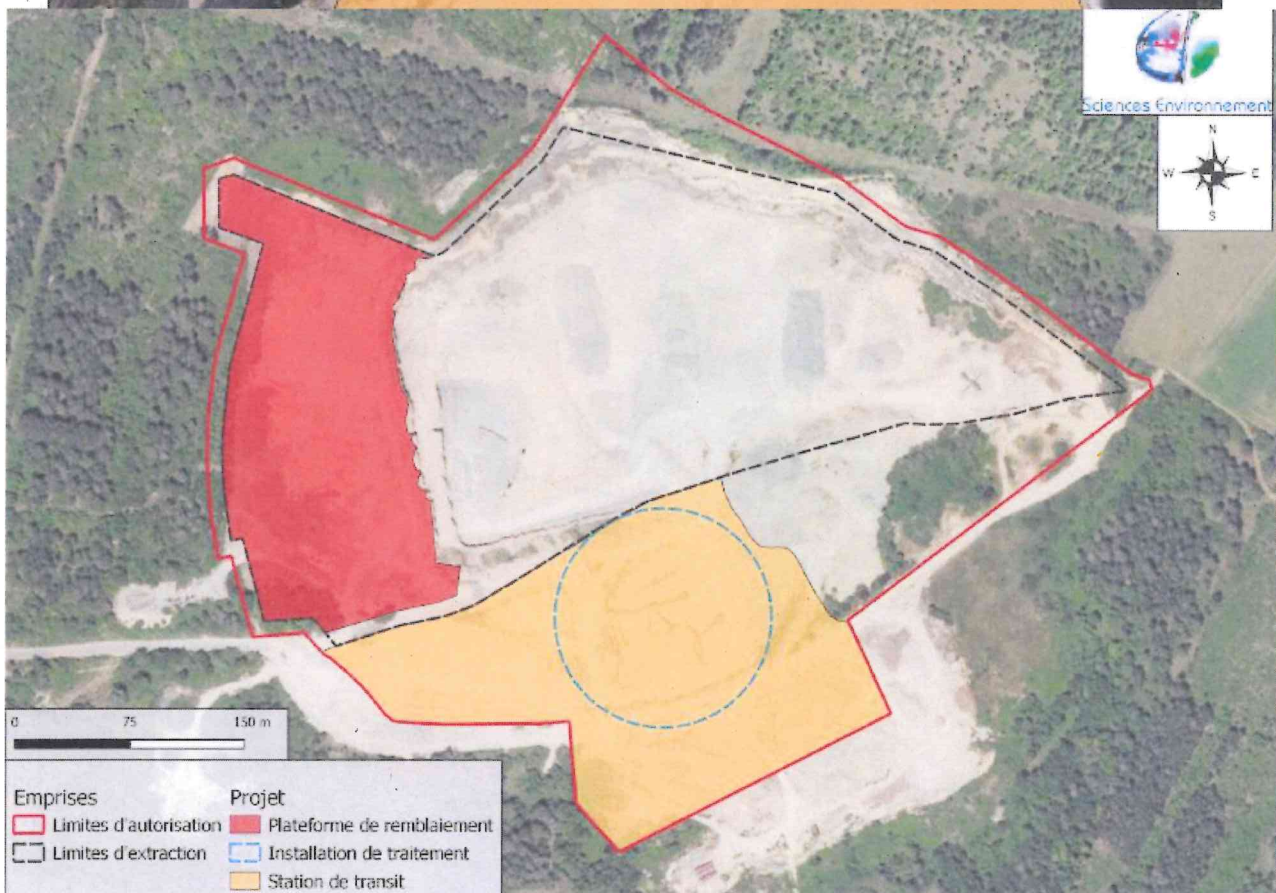 Sciences Environnement
N
W E
S
0 75 150 m
Emprises
Limites d'autorisation
Limites d'extraction
Projet
Plateforme de remblaiement
Installation de traitement
Station de transit